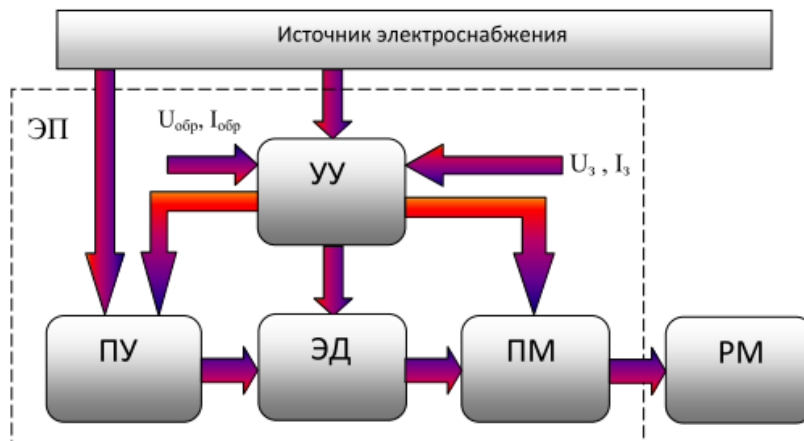 Источник электроснабжения
ЭП
Uобр, Iобр
УУ
Uз , Iз
ПУ
ЭД
ПМ
РМ